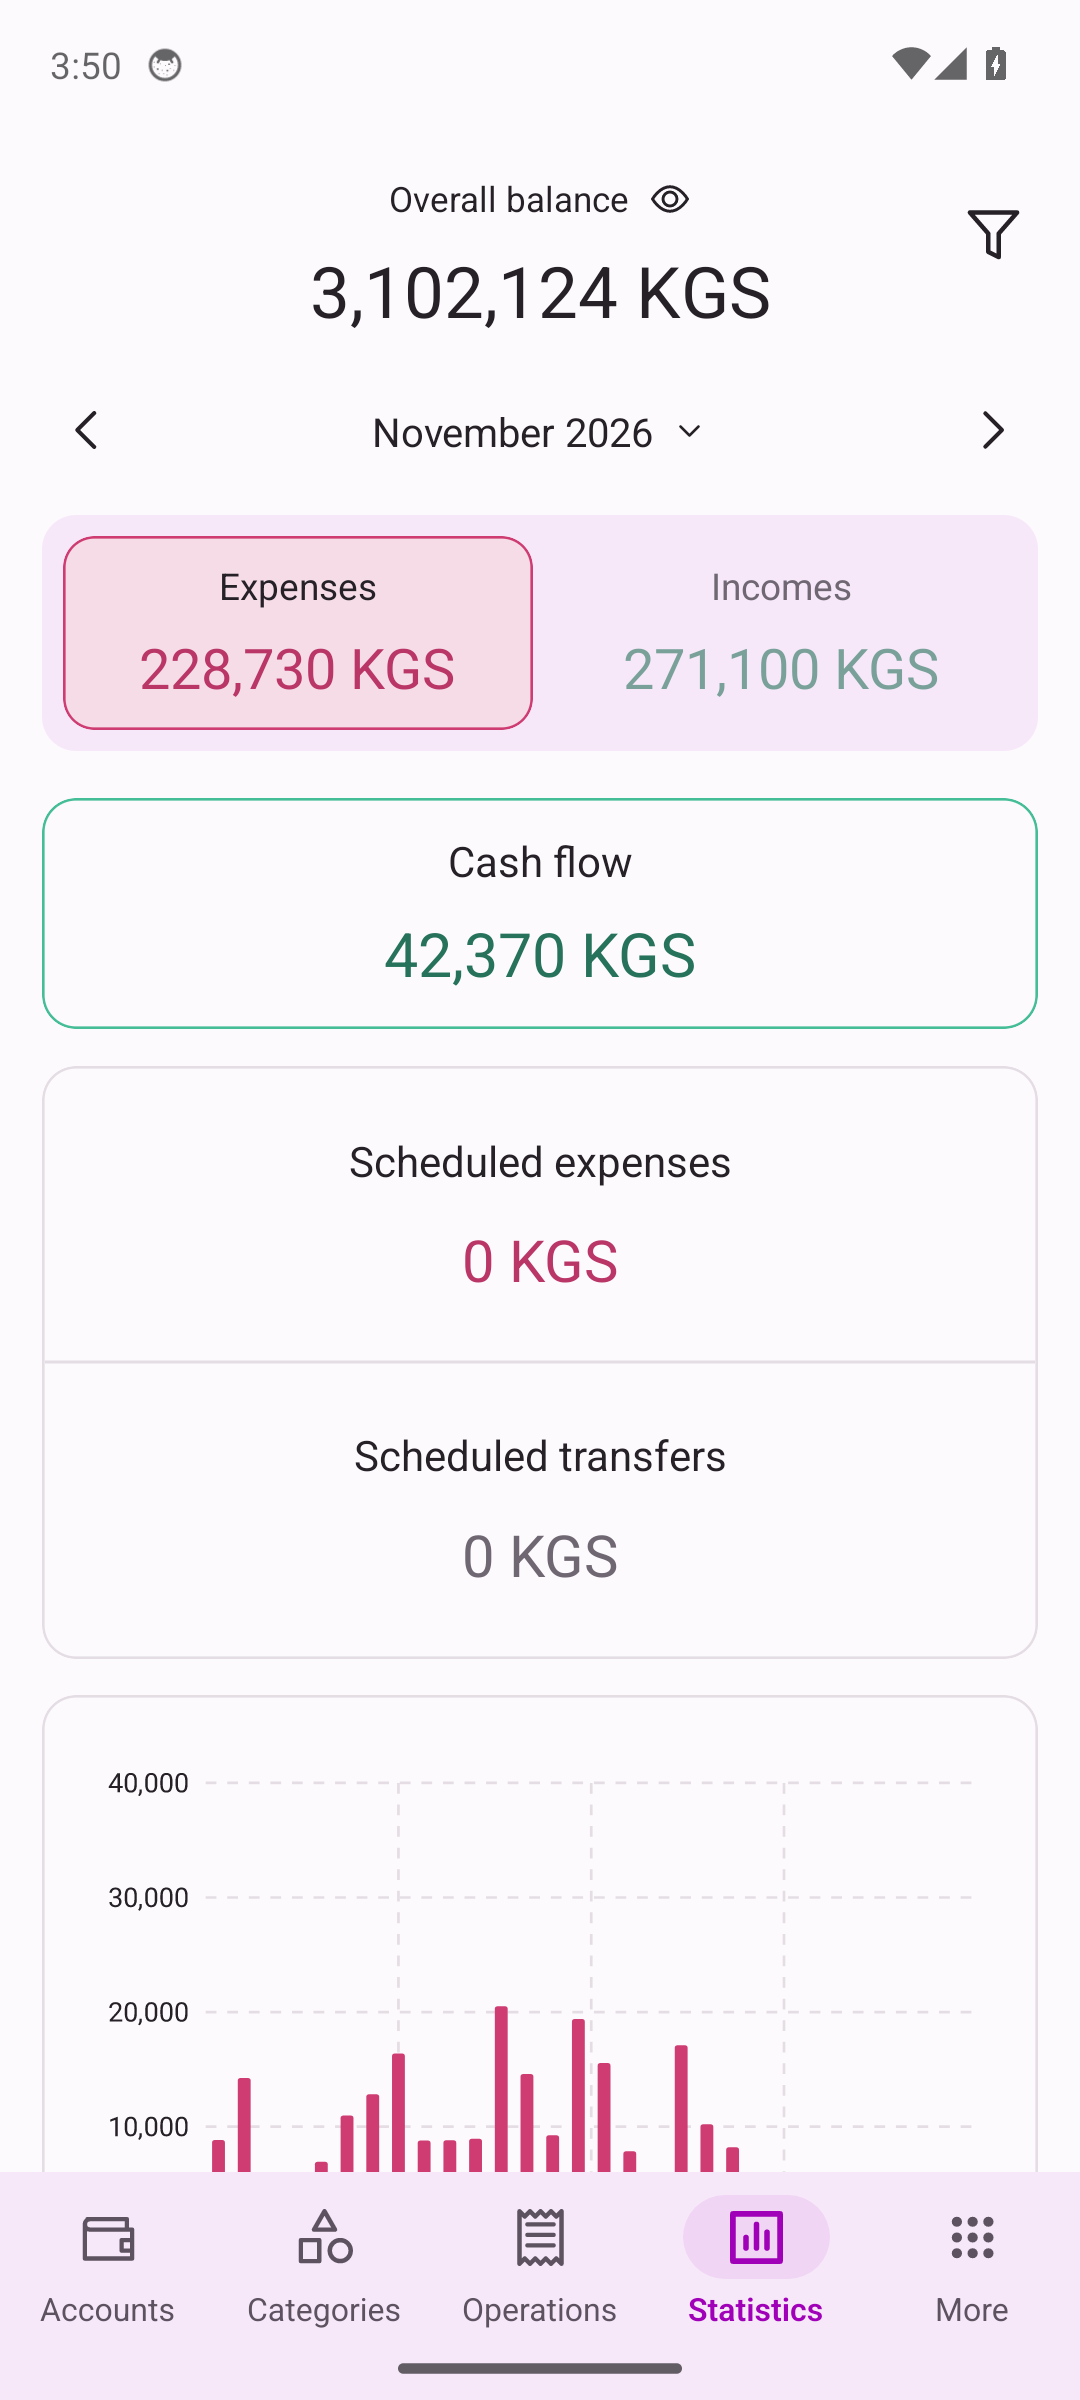 3:50
Overall balance
3,102,124 KGS
November 2026
Expenses
228,730 KGS
Incomes
271,100 KGS
Cash flow
42,370 KGS
Scheduled expenses
0 KGS
Scheduled transfers
0 KGS
40,000
30,000
20,000
10,000
Accounts
Categories
Operations
Statistics
More